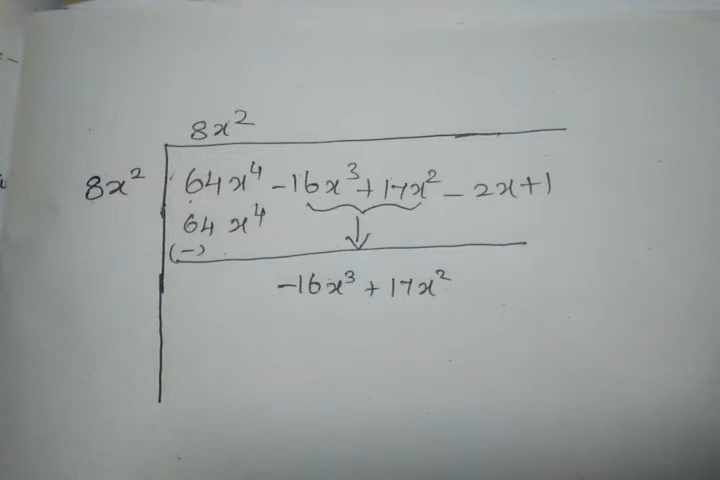 8x²
8x² 64x⁴ - 16x³ + 17x² - 2x + 1
64x⁴
(-)
-16x³ + 17x²